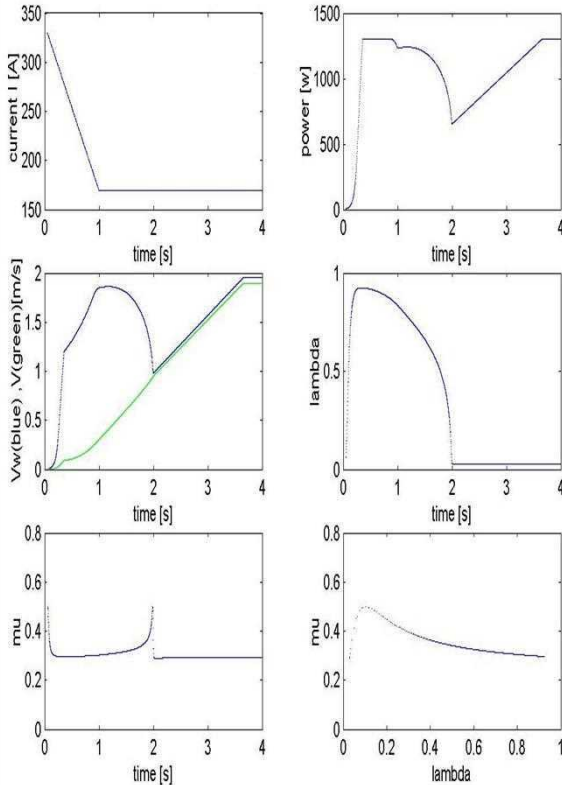 current I [A]
350
300
250
200
150
0 1 2 3 4
time [s]
power [w]
1500
1000
500
0
0 1 2 3 4
time [s]
Vw(blue) ,V(green)[m/s]
2
1.5
1
0.5
0
0 1 2 3 4
time [s]
lambda
1
0.5
0
0 1 2 3 4
time [s]
mu
0.8
0.6
0.4
0.2
0
0 1 2 3 4
time [s]
mu
0.8
0.6
0.4
0.2
0
0 0.2 0.4 0.6 0.8 1
lambda